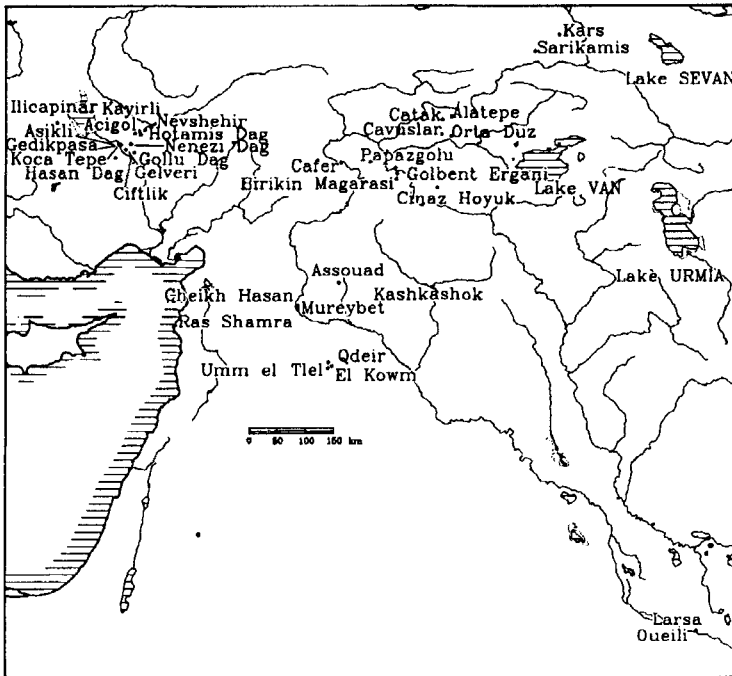 Kars
Sarikamis
Lake SEVAN
Ilicapinar Kayirli
Acigol Nevshehir
Asikli Hotamis Dag
Gedikpasa Nenezi Dag
Koca Tepe Gollu Dag
Hasan Dag Gelveri
Ciftlik
Catak Alatepe
Cavuslar Orta Duz
Cafer Papazgolu
Golbent Ergani
Birikin Magarasi
Cinaz Hoyuk
Lake VAN
Lake URMIA
Assouad
Cheikh Hasan
Kashkashok
Mureybet
Ras Shamra
Qdeir
Umm el Tlel
El Kowm
0 50 100 150 km
Larsa
Oueili